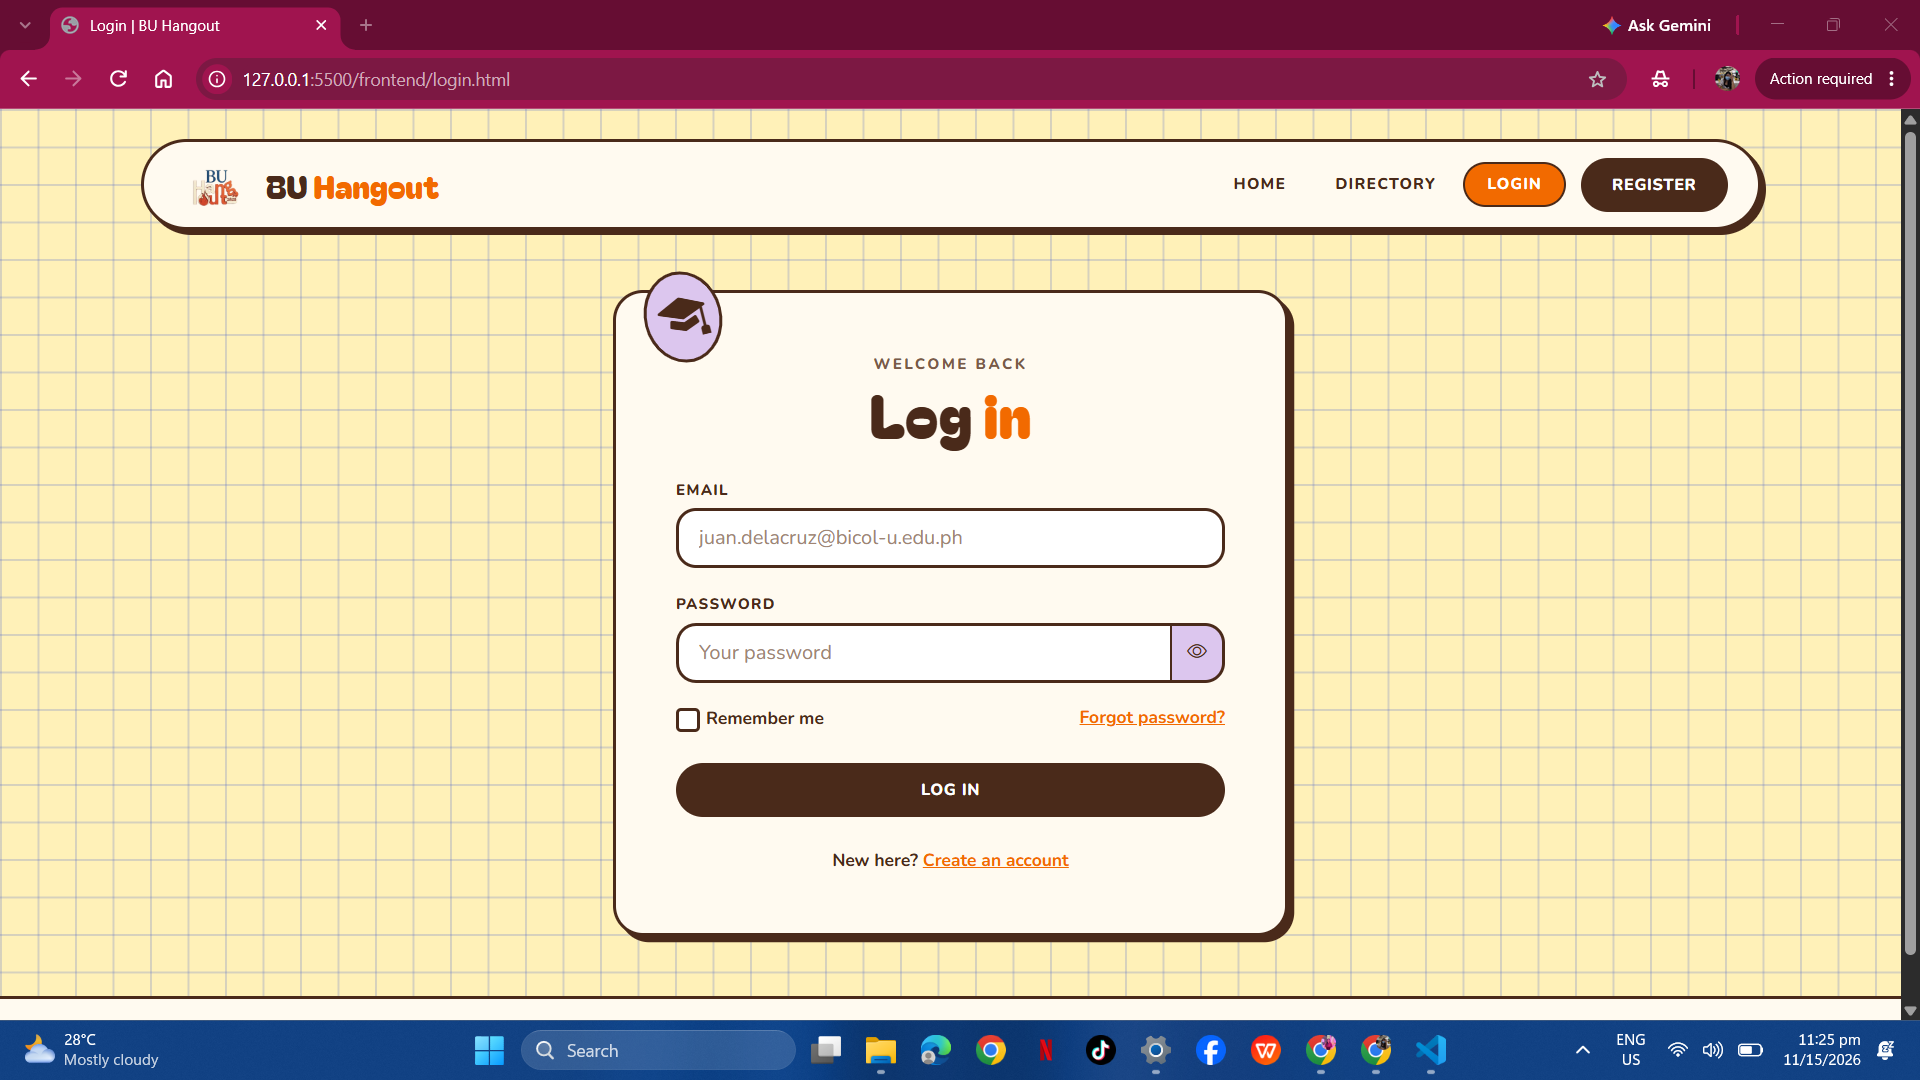 Login | BU Hangout
Ask Gemini
127.0.0.1:5500/frontend/login.html
Action required
BU Hangout
BU Hangout
HOME
DIRECTORY
LOGIN
REGISTER
WELCOME BACK
Log in
EMAIL
juan.delacruz@bicol-u.edu.ph
PASSWORD
Your password
Remember me
Forgot password?
LOG IN
New here? Create an account
28°C
Mostly cloudy
Search
ENG
US
11:25 pm
11/15/2026